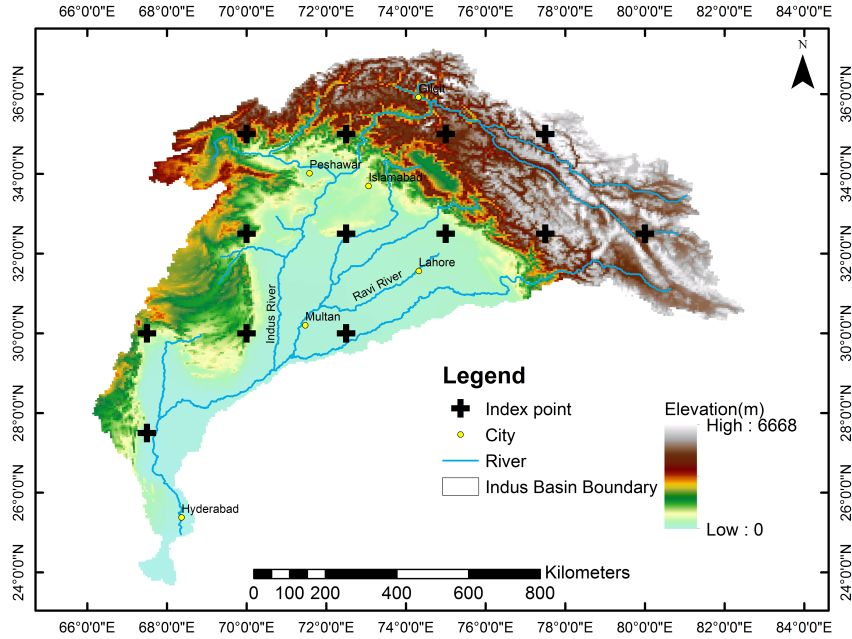 66°0'0"E 68°0'0"E 70°0'0"E 72°0'0"E 74°0'0"E 76°0'0"E 78°0'0"E 80°0'0"E 82°0'0"E 84°0'0"E
N
36°0'0"N 36°0'0"N
Gilgit
34°0'0"N 34°0'0"N
Peshawar
Islamabad
32°0'0"N 32°0'0"N
Lahore
Ravi River
Indus River
Multan
30°0'0"N 30°0'0"N
28°0'0"N 28°0'0"N
26°0'0"N 26°0'0"N
Hyderabad
24°0'0"N 24°0'0"N
Legend
Index point
City
River
Indus Basin Boundary
Elevation(m)
High : 6668
Low : 0
Kilometers
0 100 200 400 600 800
66°0'0"E 68°0'0"E 70°0'0"E 72°0'0"E 74°0'0"E 76°0'0"E 78°0'0"E 80°0'0"E 82°0'0"E 84°0'0"E